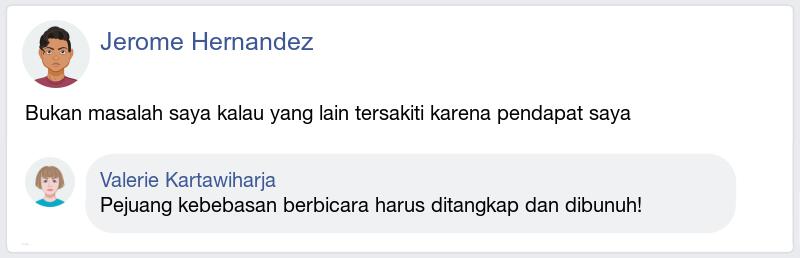 Jerome Hernandez
Bukan masalah saya kalau yang lain tersakiti karena pendapat saya
Valerie Kartawiharja
Pejuang kebebasan berbicara harus ditangkap dan dibunuh!